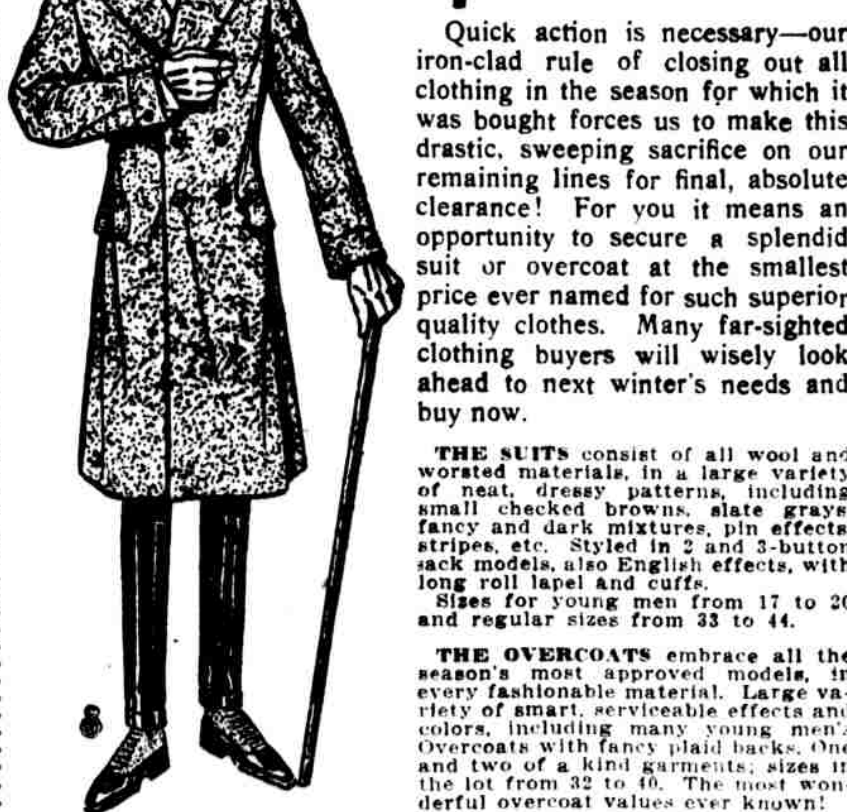 Quick action is necessary—our
iron-clad rule of closing out all
clothing in the season for which it
was bought forces us to make this
drastic, sweeping sacrifice on our
remaining lines for final, absolute
clearance! For you it means an
opportunity to secure a splendid
suit or overcoat at the smallest
price ever named for such superior
quality clothes. Many far-sighted
clothing buyers will wisely look
ahead to next winter's needs and
buy now.
THE SUITS consist of all wool and
worsted materials, in a large variety
of neat, dressy patterns, including
small checked browns, slate grays
fancy and dark mixtures, pin effects
stripes, etc. Styled in 2 and 3-button
sack models, also English effects, with
long roll lapel and cuffs.
Sizes for young men from 17 to 20
and regular sizes from 33 to 44.
THE OVERCOATS embrace all the
season's most approved models, in
every fashionable material. Large va-
riety of smart, serviceable effects and
colors, including many young men's
Overcoats with fancy plaid backs. One
and two of a kind garments; sizes in
the lot from 32 to 40. The most won-
derful overcoat values ever known!